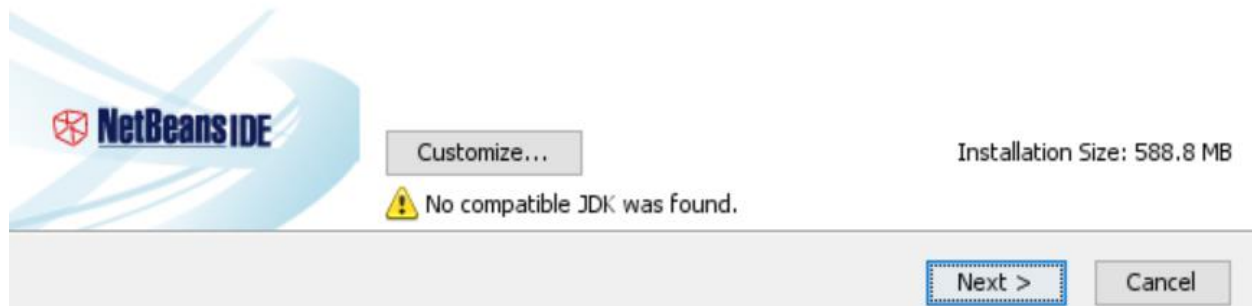 NetBeans IDE
Customize...
Installation Size: 588.8 MB
No compatible JDK was found.
Next >
Cancel